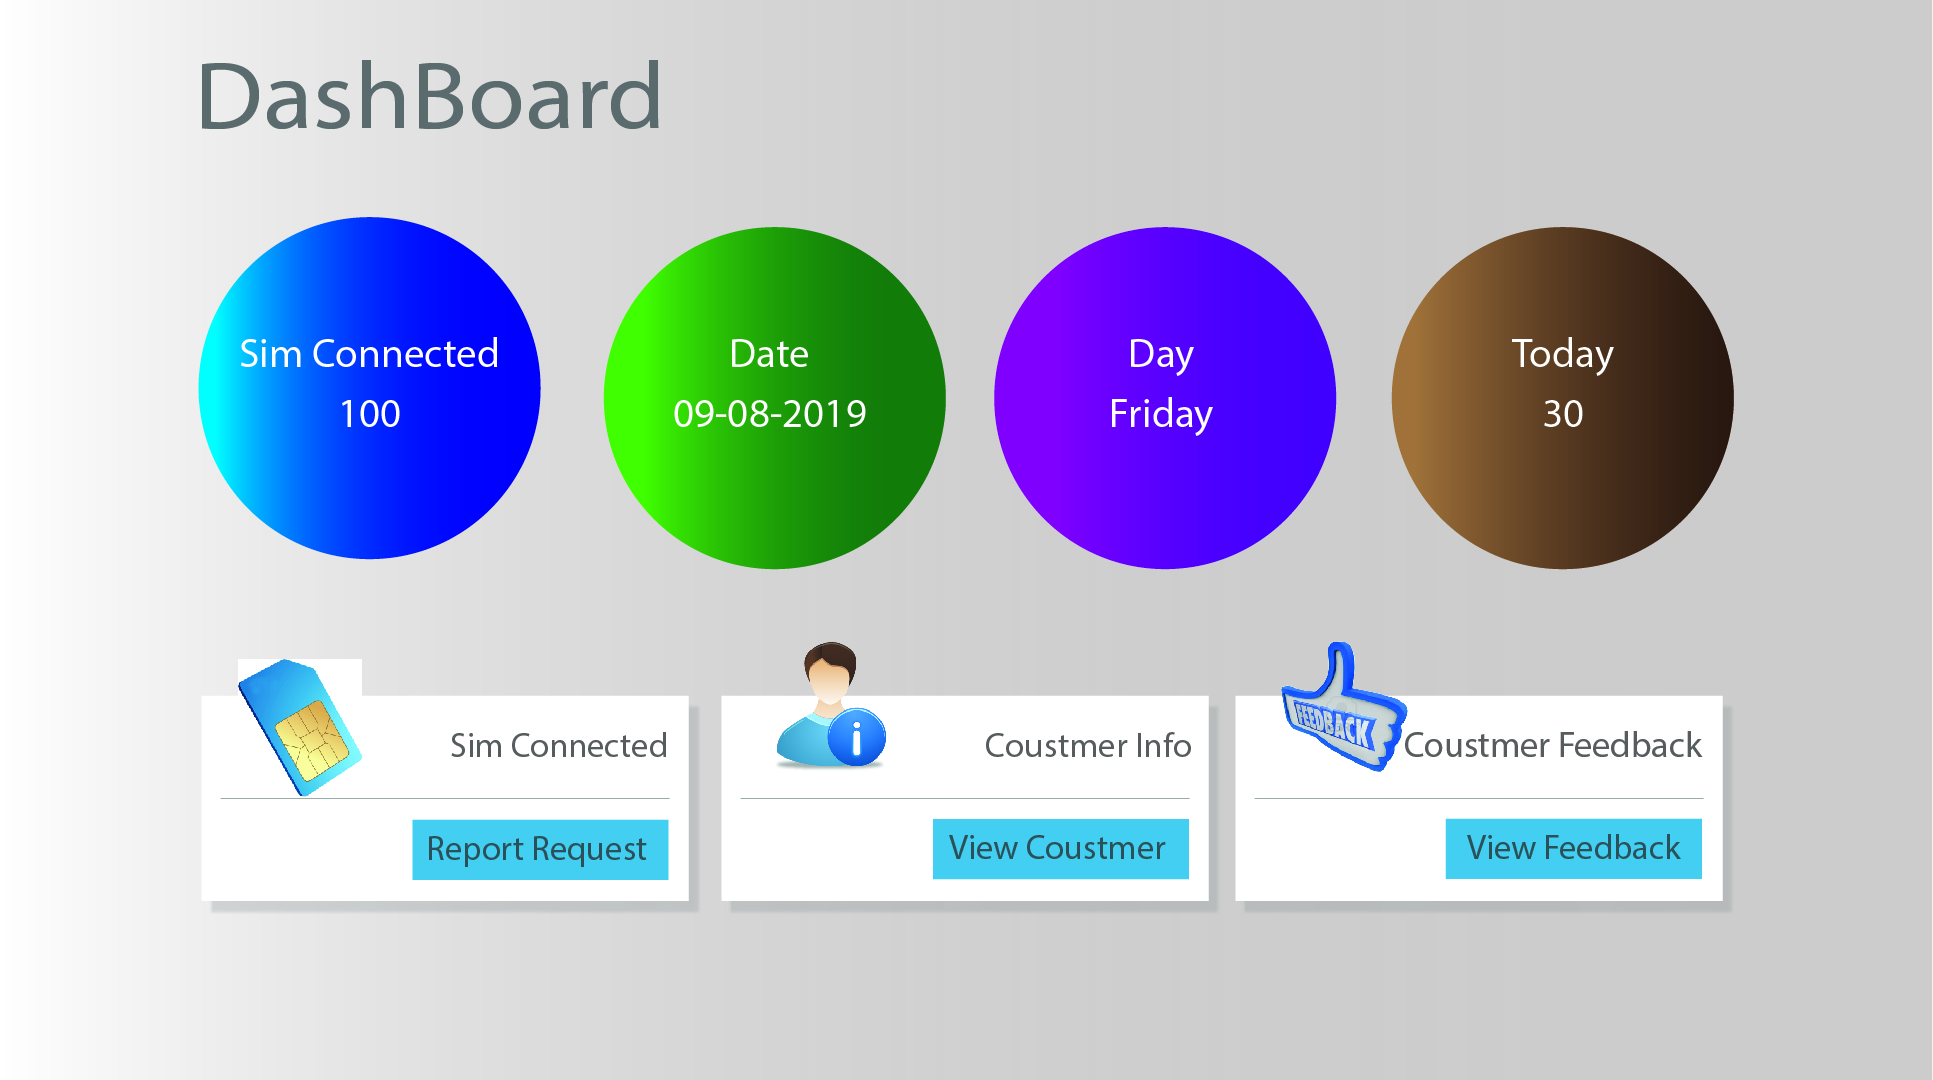 DashBoard
Sim Connected
100
Date
09-08-2019
Day
Friday
Today
30
Sim Connected
Report Request
i
Coustmer Info
View Coustmer
FEEDBACK
Coustmer Feedback
View Feedback